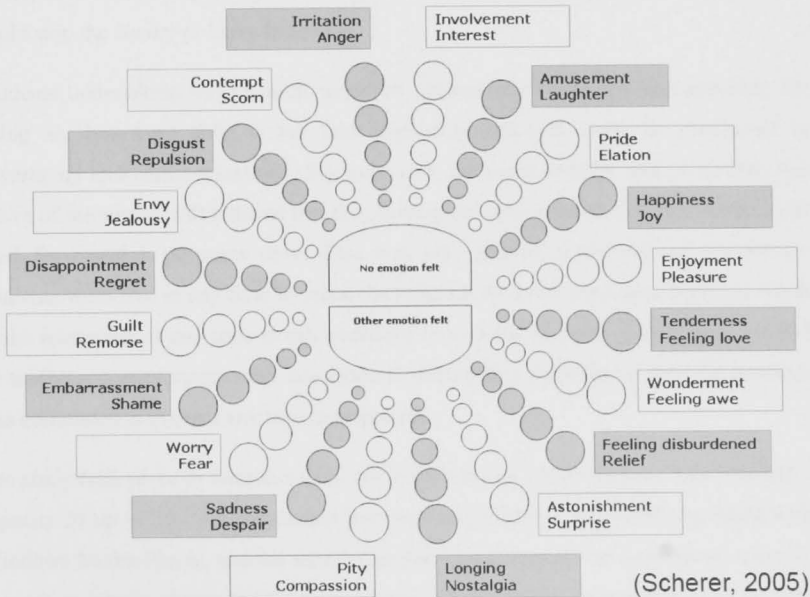 Irritation
Anger
Involvement
Interest
Contempt
Scorn
Amusement
Laughter
Disgust
Repulsion
Pride
Elation
Envy
Jealousy
Happiness
Joy
Disappointment
Regret
No emotion felt
Enjoyment
Pleasure
Guilt
Remorse
Other emotion felt
Tenderness
Feeling love
Embarrassment
Shame
Wonderment
Feeling awe
Worry
Fear
Feeling disburdened
Relief
Sadness
Despair
Astonishment
Surprise
Pity
Compassion
Longing
Nostalgia
(Scherer, 2005)